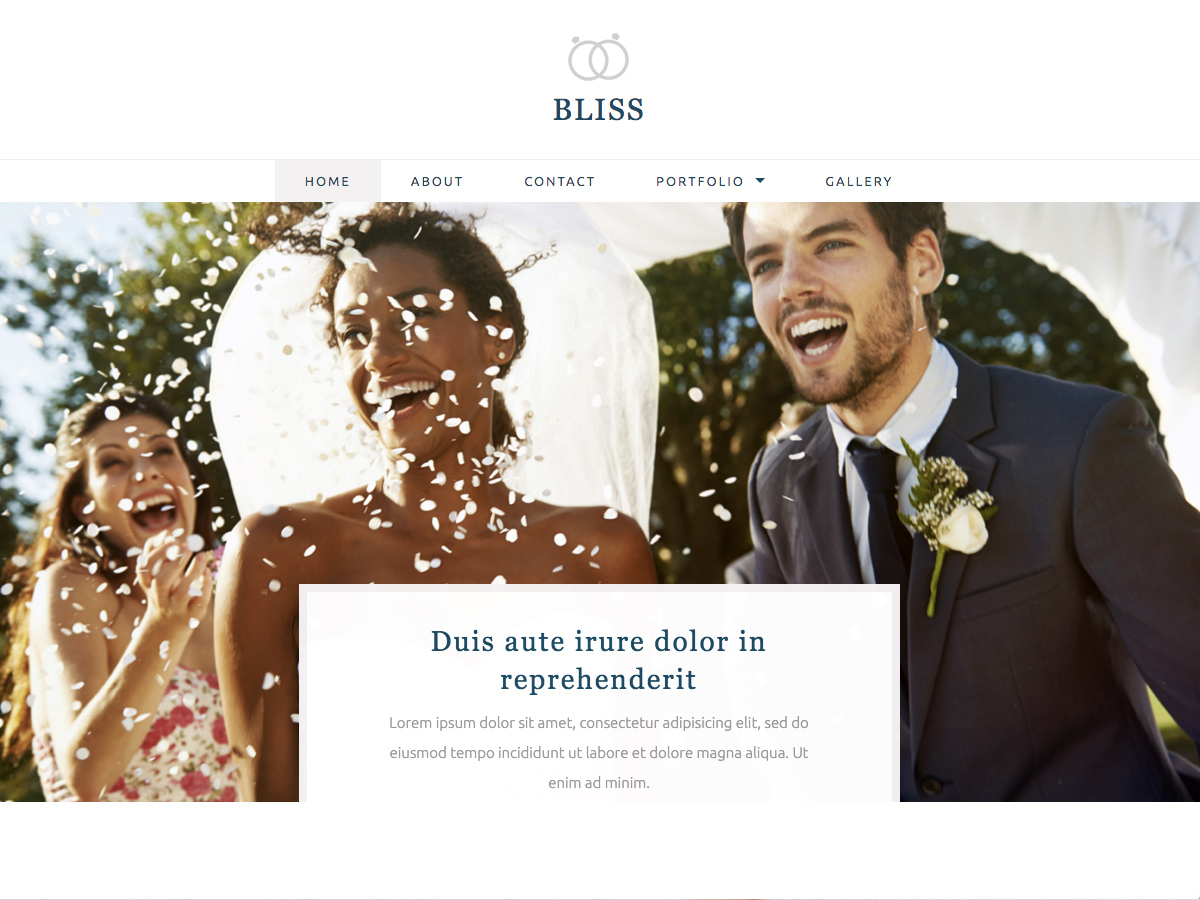 BLISS
HOME ABOUT CONTACT PORTFOLIO GALLERY
Duis aute irure dolor in
reprehenderit
Lorem ipsum dolor sit amet, consectetur adipisicing elit, sed do
eiusmod tempo incididunt ut labore et dolore magna aliqua. Ut
enim ad minim.